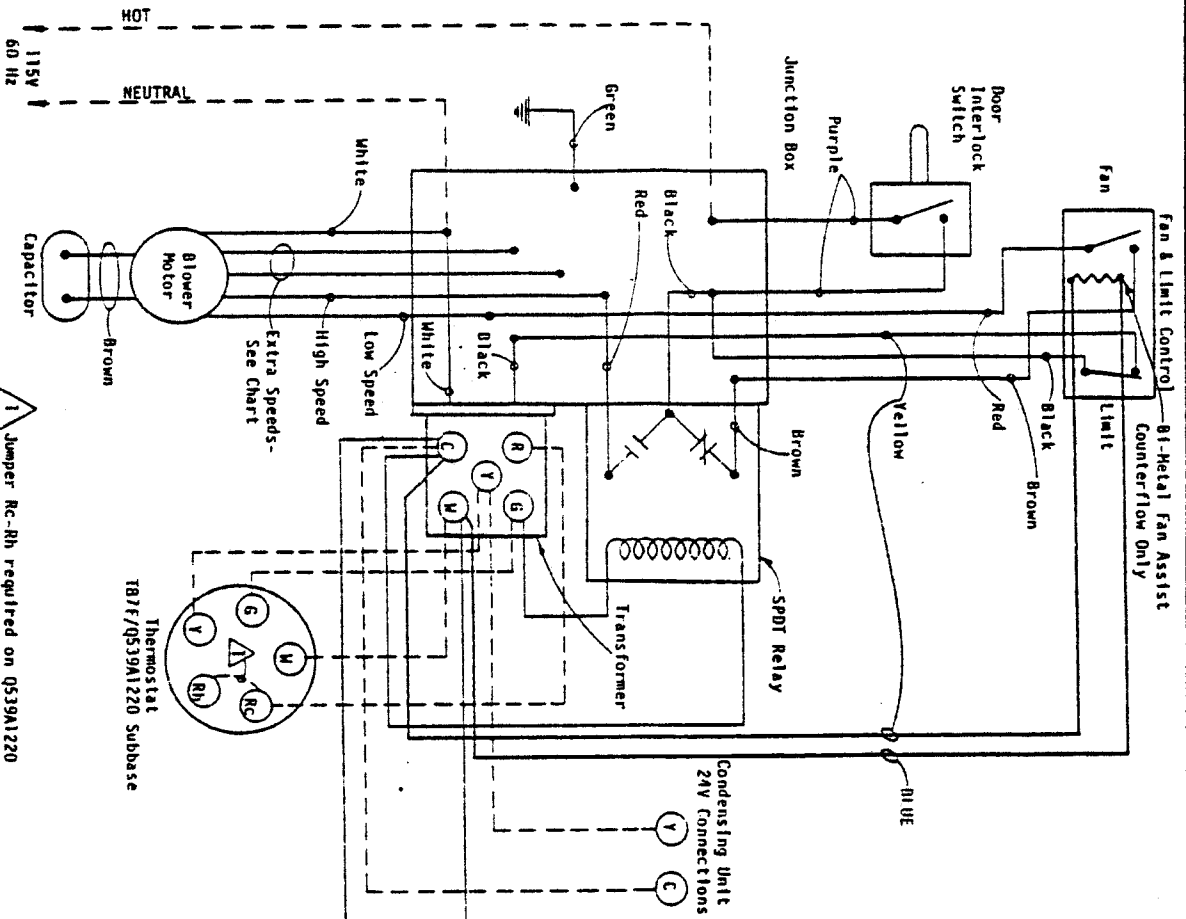 HOT
115V
60 Hz
NEUTRAL
Junction Box
Door
Interlock
Switch
Purple
Green
Fan
Fan & Limit Control
Bi-Metal Fan Assist
Counterflow Only
Limit
White
Black
Red
Capacitor
Blower
Motor
Brown
Extra Speeds-
See Chart
High Speed
Low Speed
White
Black
Yellow
Red
Black
Brown
Brown
C
R
Y
W
G
SPDT Relay
Transformer
Thermostat
T87F/Q539A1220 Subbase
G
Y
W
1
Rh
Rc
BLUE
Condensing Unit
24V Connections
Y
C
1 Jumper Rc-Rh required on Q539A1220